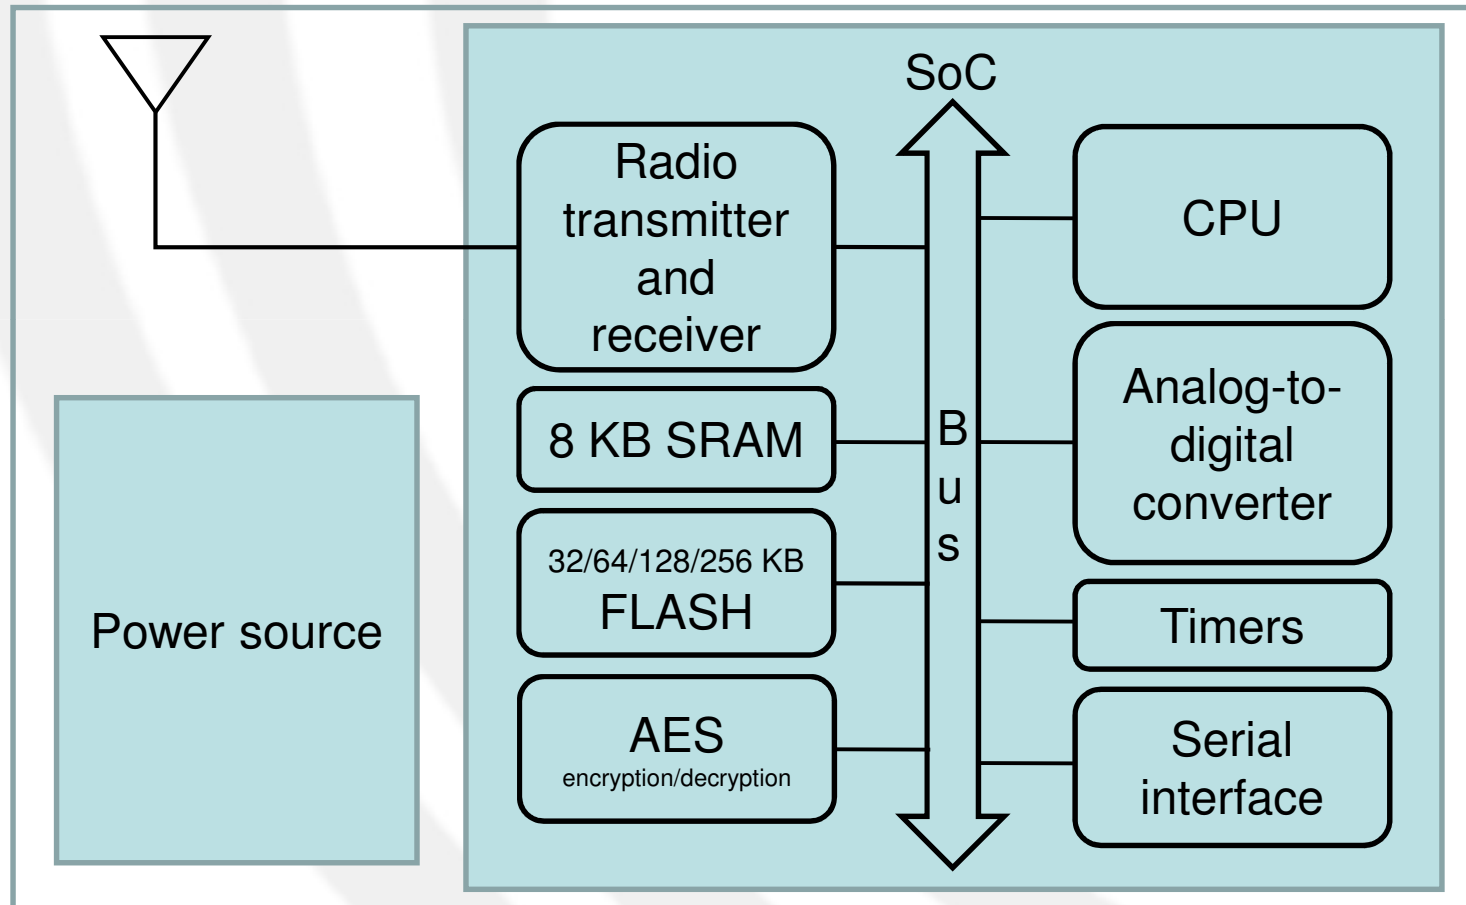 SoC
Radio
transmitter
and
receiver
8 KB SRAM
32/64/128/256 KB
FLASH
AES
encryption/decryption
B
u
s
CPU
Analog-to-
digital
converter
Timers
Serial
interface
Power source